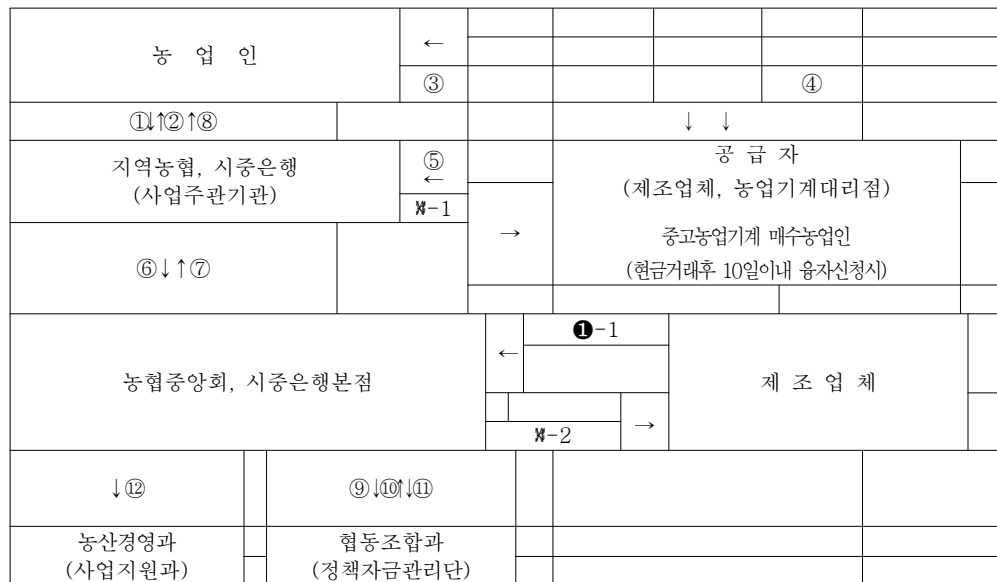 농 업 인
←
③
④
①↓↑②↑⑧
↓ ↓
지역농협, 시중은행
(사업주관기관)
⑤
←
-1
→
공 급 자
(제조업체, 농업기계대리점)
중고농업기계 매수농업인
(현금거래후 10일이내 융자신청시)
⑥↓↑⑦
농협중앙회, 시중은행본점
←
❶-1
-2
→
제 조 업 체
↓⑫
⑨↓⑩↑↓⑪
농산경영과
(사업지원과)
협동조합과
(정책자금관리단)